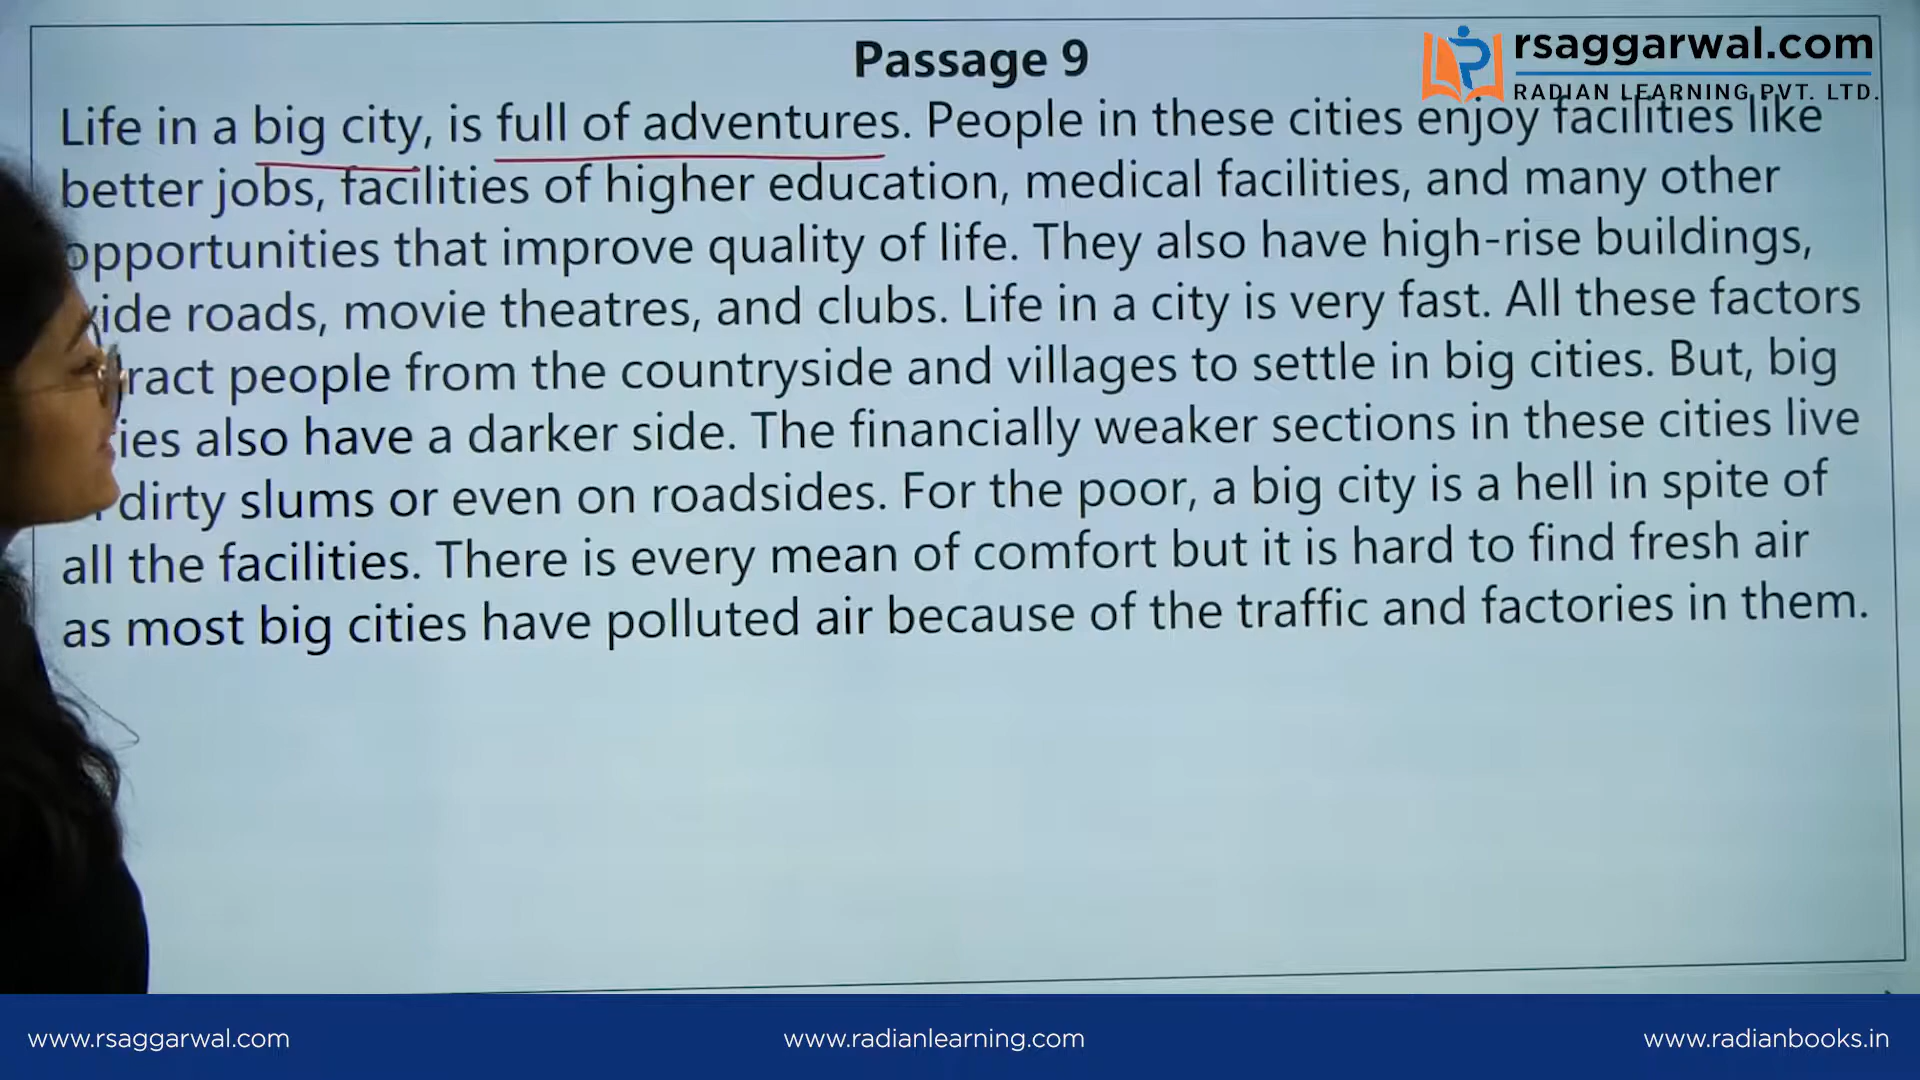 Passage 9
rsaggarwal.com
RADIAN LEARNING PVT. LTD.
Life in a big city, is full of adventures. People in these cities enjoy facilities like
better jobs, facilities of higher education, medical facilities, and many other
opportunities that improve quality of life. They also have high-rise buildings,
ide roads, movie theatres, and clubs. Life in a city is very fast. All these factors
ract people from the countryside and villages to settle in big cities. But, big
ies also have a darker side. The financially weaker sections in these cities live
dirty slums or even on roadsides. For the poor, a big city is a hell in spite of
all the facilities. There is every mean of comfort but it is hard to find fresh air
as most big cities have polluted air because of the traffic and factories in them.
www.rsaggarwal.com
www.radianlearning.com
www.radianbooks.in